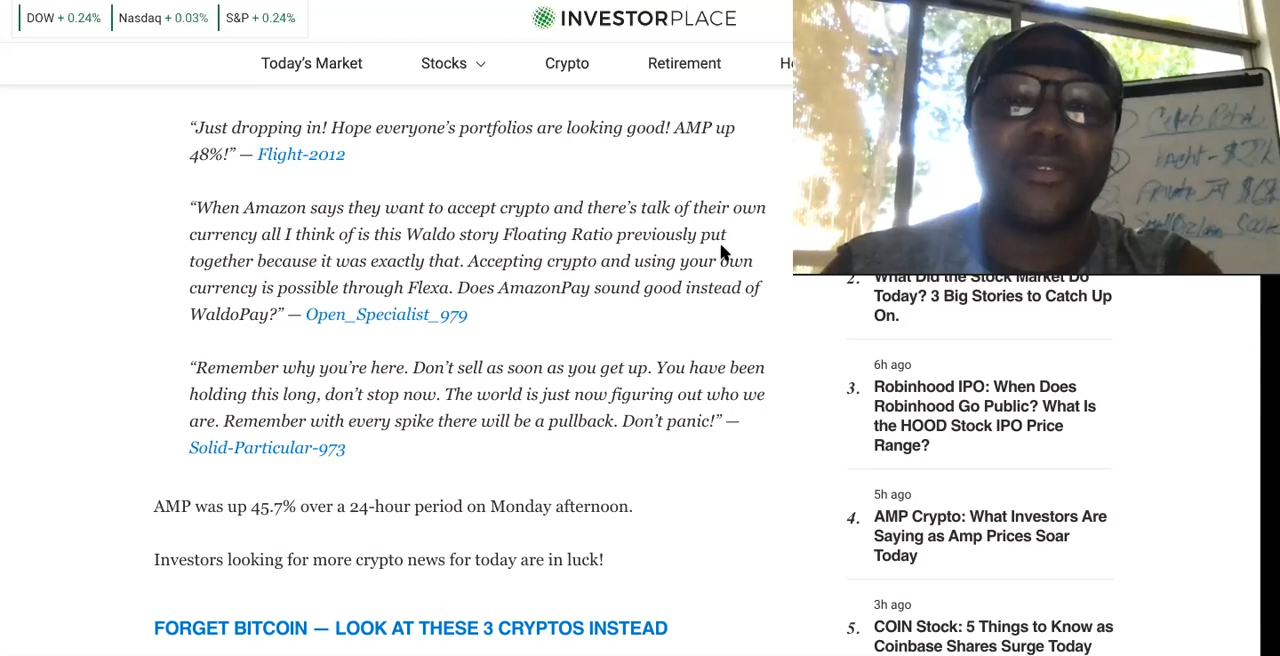 DOW + 0.24% Nasdaq + 0.03% S&P + 0.24%
INVESTORPLACE
Today's Market Stocks Crypto Retirement
“Just dropping in! Hope everyone’s portfolios are looking good! AMP up
48%!” — Flight-2012
“When Amazon says they want to accept crypto and there’s talk of their own
currency all I think of is this Waldo story Floating Ratio previously put
together because it was exactly that. Accepting crypto and using your own
currency is possible through Flexa. Does AmazonPay sound good instead of
WaldoPay?” — Open_Specialist_979
“Remember why you’re here. Don’t sell as soon as you get up. You have been
holding this long, don’t stop now. The world is just now figuring out who we
are. Remember with every spike there will be a pullback. Don’t panic!” —
Solid-Particular-973
AMP was up 45.7% over a 24-hour period on Monday afternoon.
Investors looking for more crypto news for today are in luck!
FORGET BITCOIN — LOOK AT THESE 3 CRYPTOS INSTEAD
2. What Did the Stock Market Do
Today? 3 Big Stories to Catch Up
On.
6h ago
3. Robinhood IPO: When Does
Robinhood Go Public? What Is
the HOOD Stock IPO Price
Range?
5h ago
4. AMP Crypto: What Investors Are
Saying as Amp Prices Soar
Today
3h ago
5. COIN Stock: 5 Things to Know as
Coinbase Shares Surge Today